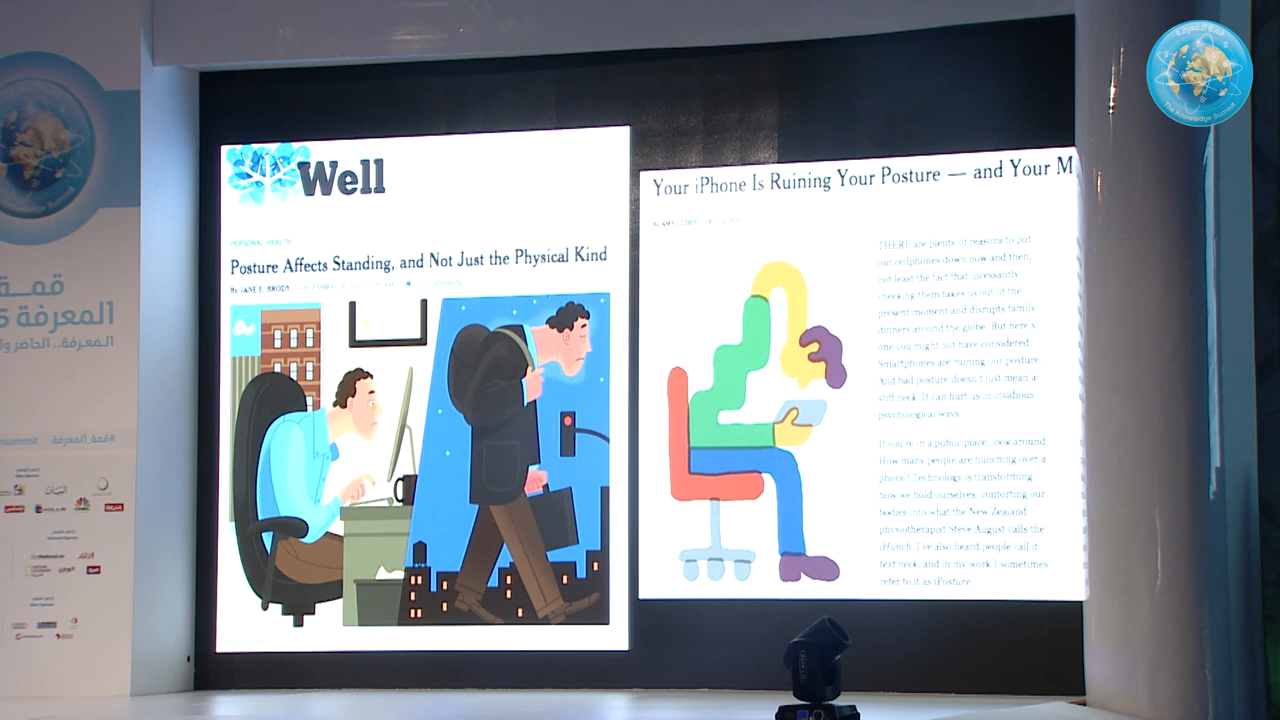 قمة المعرفة
The Knowledge Summit
قمــة
المعرفة
المعرفة.. الحاضر
#قمة_المعرفة
Well
PERSONAL HEALTH
Posture Affects Standing, and Not Just the Physical Kind
By JANE E. BRODY
Your iPhone Is Ruining Your Posture — and Your M
THERE are plenty of reasons to put
our cellphones down now and then,
not least the fact that incessantly
checking them takes us out of the
present moment and disrupts family
dinners around the globe. But here's
one you might not have considered:
Smartphones are ruining our posture.
And bad posture doesn't just mean a
stiff neck. It can hurt us in insidious
psychological ways.
If you're in a public place, look around:
How many people are hunching over a
phone? Technology is transforming
how we hold ourselves, contorting our
bodies into what the New Zealand
physiotherapist Steve August calls the
iHunch. I've also heard people call it
text neck, and in my work I sometimes
refer to it as iPosture.